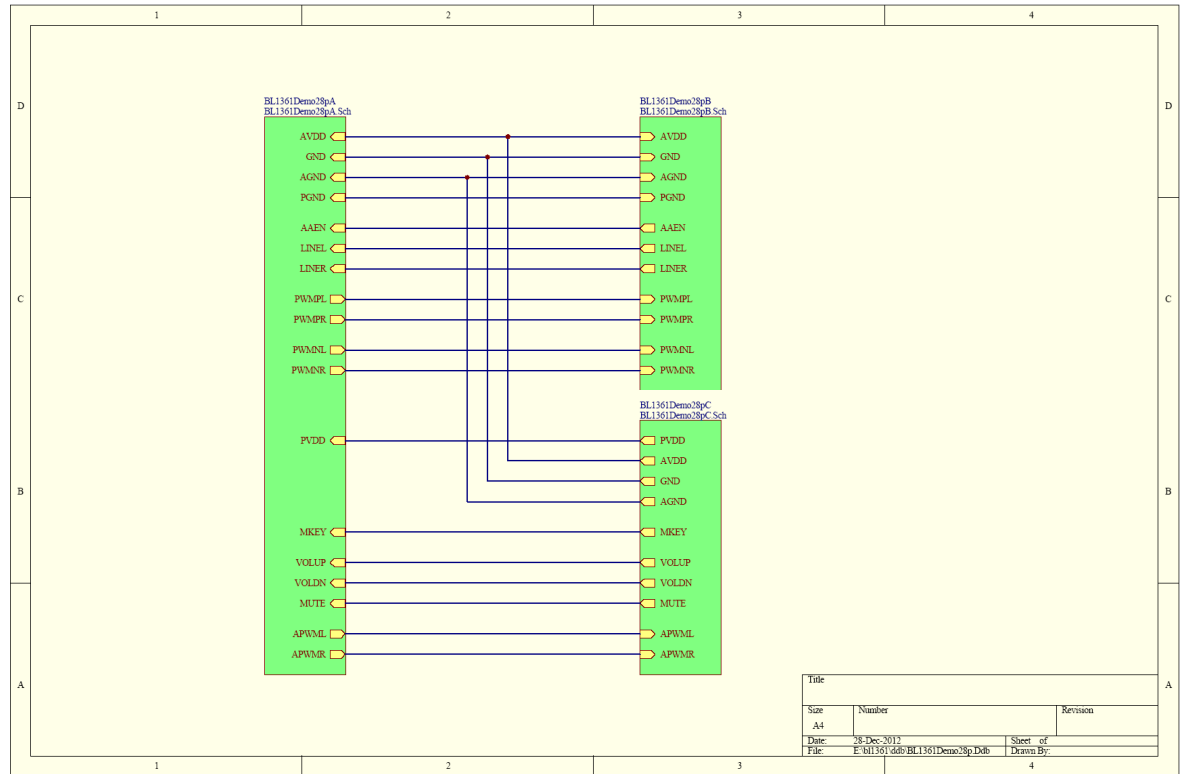 1 2 3 4
D D
C C
B B
A A
BL1361Demo28pA
BL1361Demo28pA.Sch
AVDD
GND
AGND
PGND
AAEN
LINEL
LINER
PWMPL
PWMPR
PWMNL
PWMNR
PVDD
MKEY
VOLUP
VOLDN
MUTE
APWML
APWMR
BL1361Demo28pB
BL1361Demo28pB.Sch
AVDD
GND
AGND
PGND
AAEN
LINEL
LINER
PWMPL
PWMPR
PWMNL
PWMNR
BL1361Demo28pC
BL1361Demo28pC.Sch
PVDD
AVDD
GND
AGND
MKEY
VOLUP
VOLDN
MUTE
APWML
APWMR
Title
Size Number Revision
A4
Date: 28-Dec-2012 Sheet of
File: E:\bl1361\ddb\BL1361Demo28p.Ddb Drawn By:
1 2 3 4